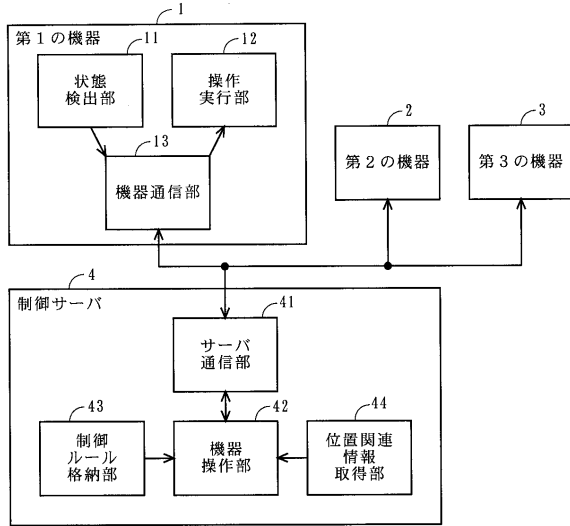 1
第1の機器
11
状態
検出部
12
操作
実行部
13
機器通信部
2
第2の機器
3
第3の機器
4
制御サーバ
41
サーバ
通信部
43
制御
ルール
格納部
42
機器
操作部
44
位置関連
情報
取得部